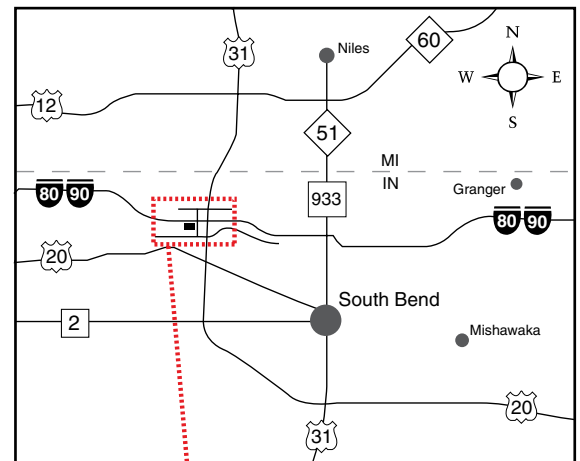 31
60
Niles
N
W
E
S
12
51
MI
IN
80 90
933
Granger
80 90
20
South Bend
2
Mishawaka
20
31